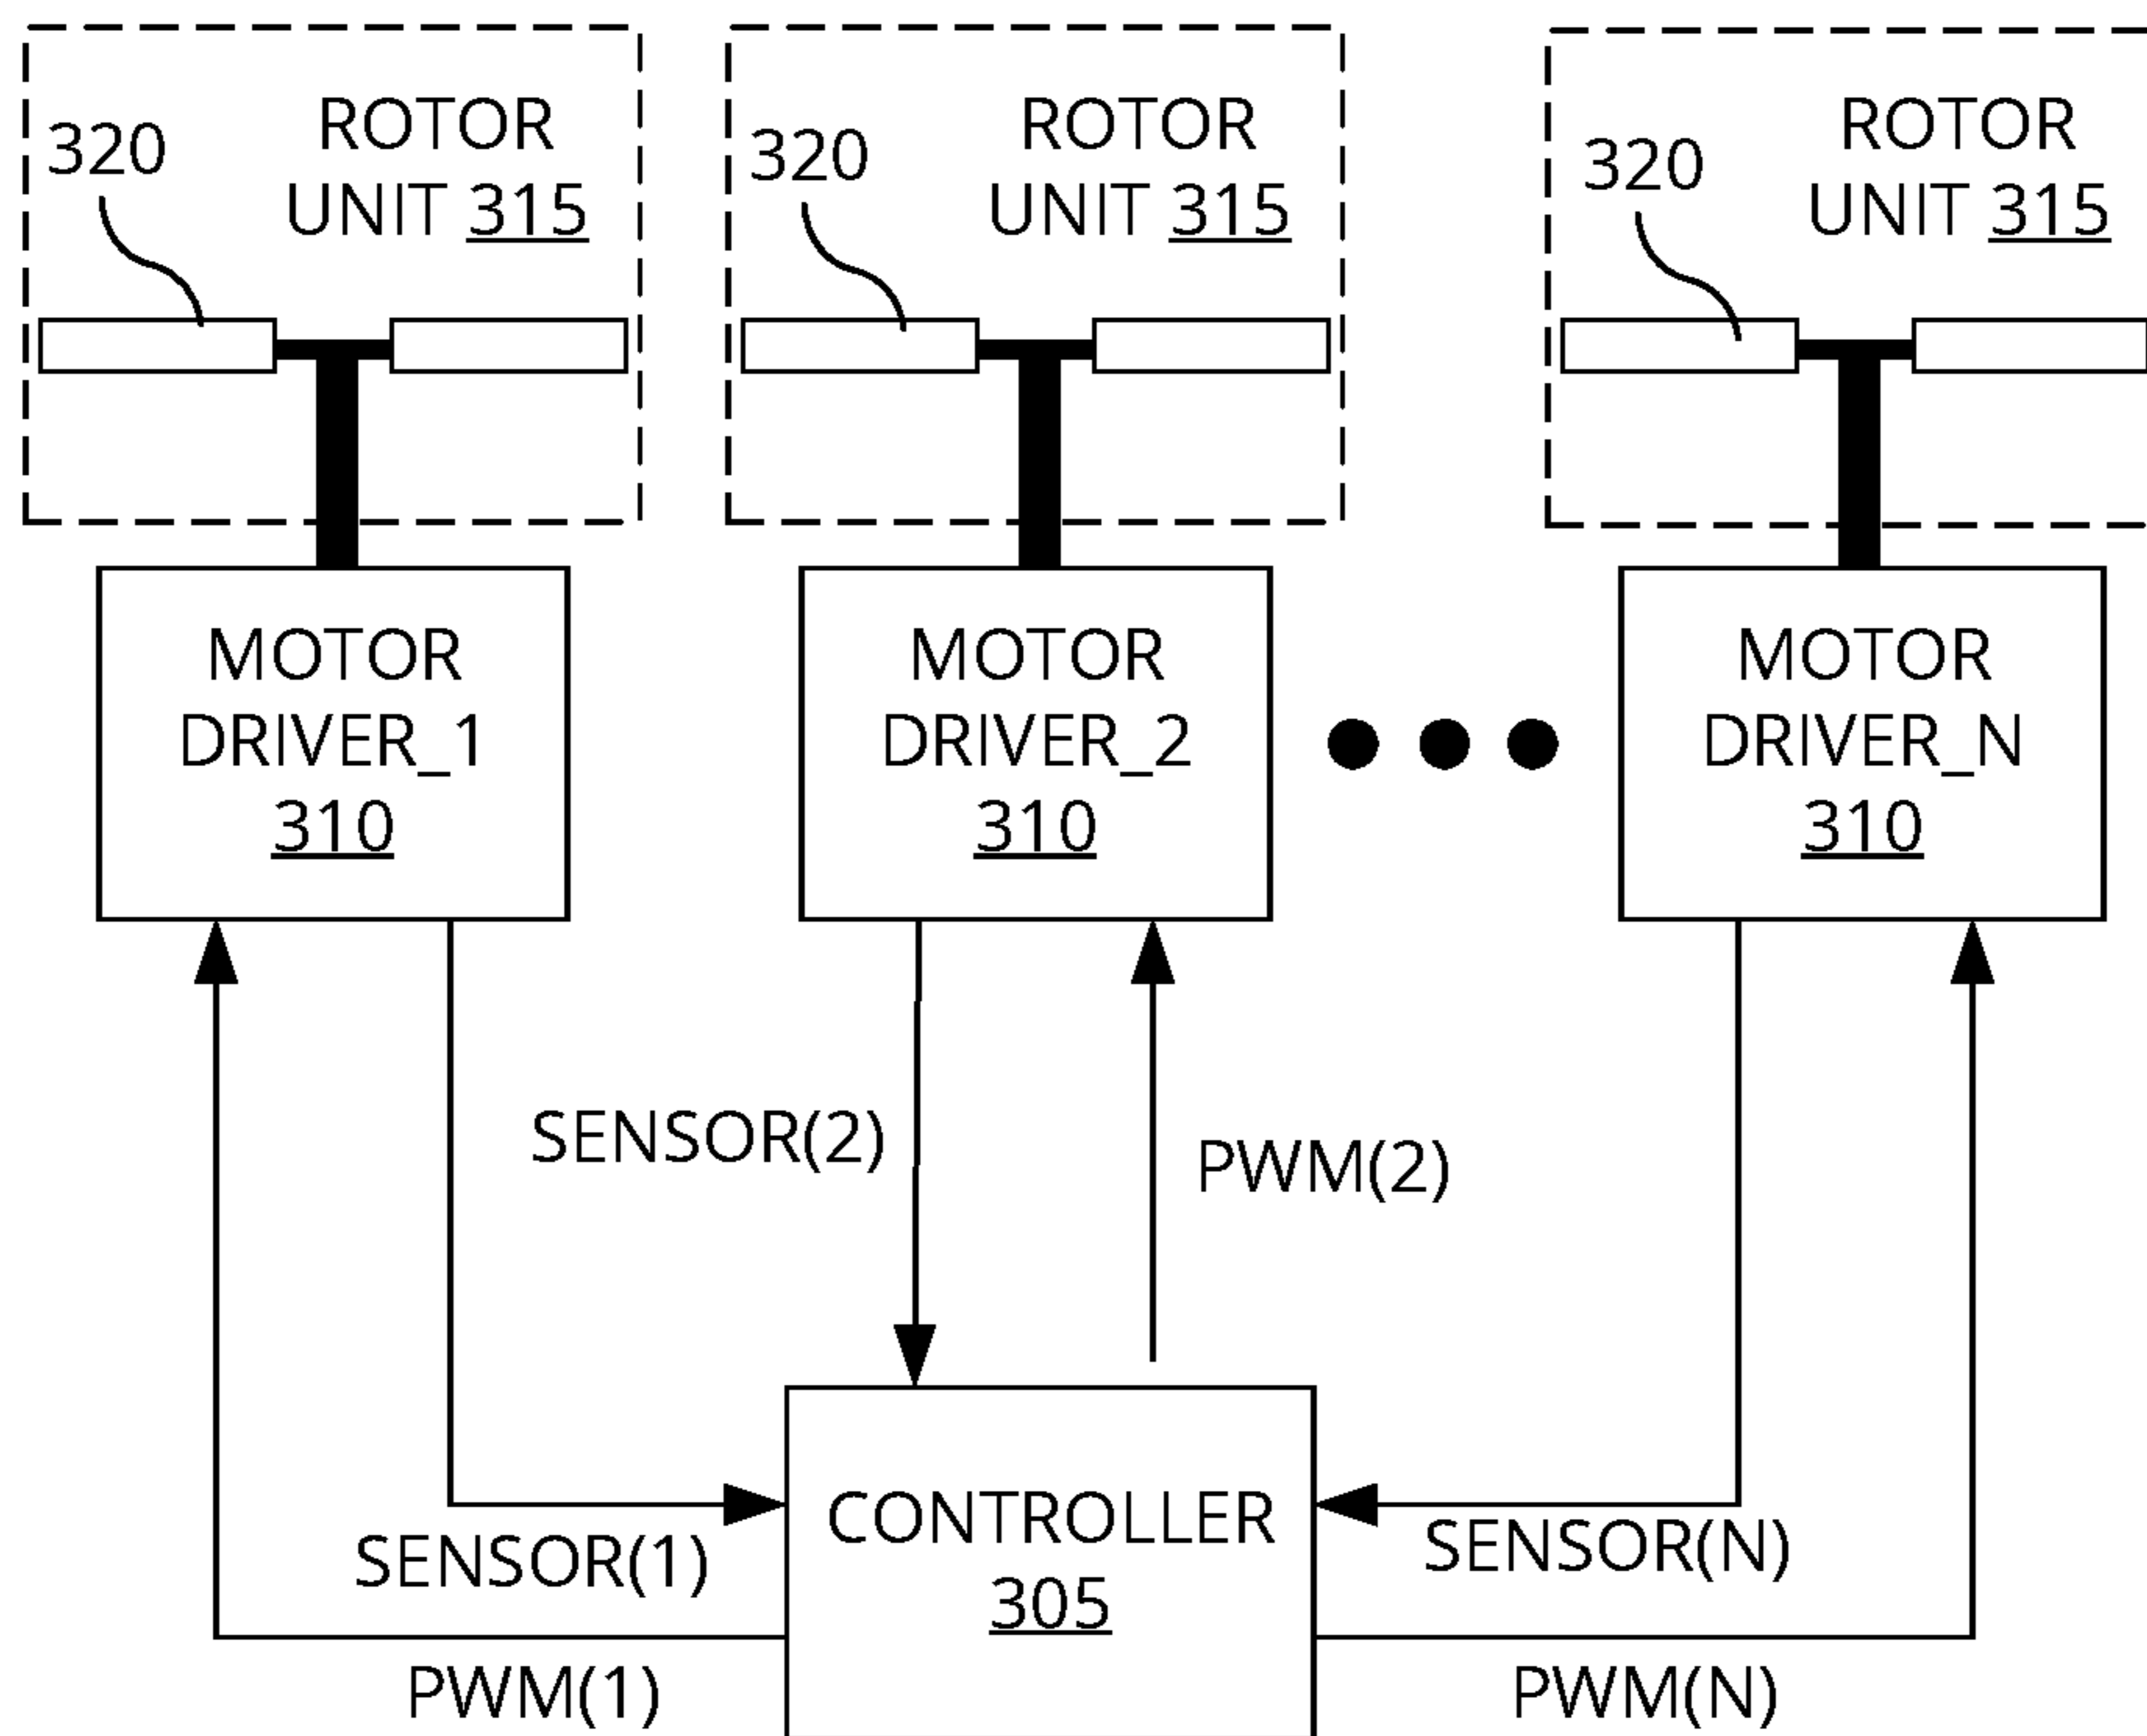 320
ROTOR
UNIT 315
320
ROTOR
UNIT 315
320
ROTOR
UNIT 315
MOTOR
DRIVER_1
310
MOTOR
DRIVER_2
310
MOTOR
DRIVER_N
310
SENSOR(2)
PWM(2)
SENSOR(1)
CONTROLLER
305
SENSOR(N)
PWM(1)
PWM(N)